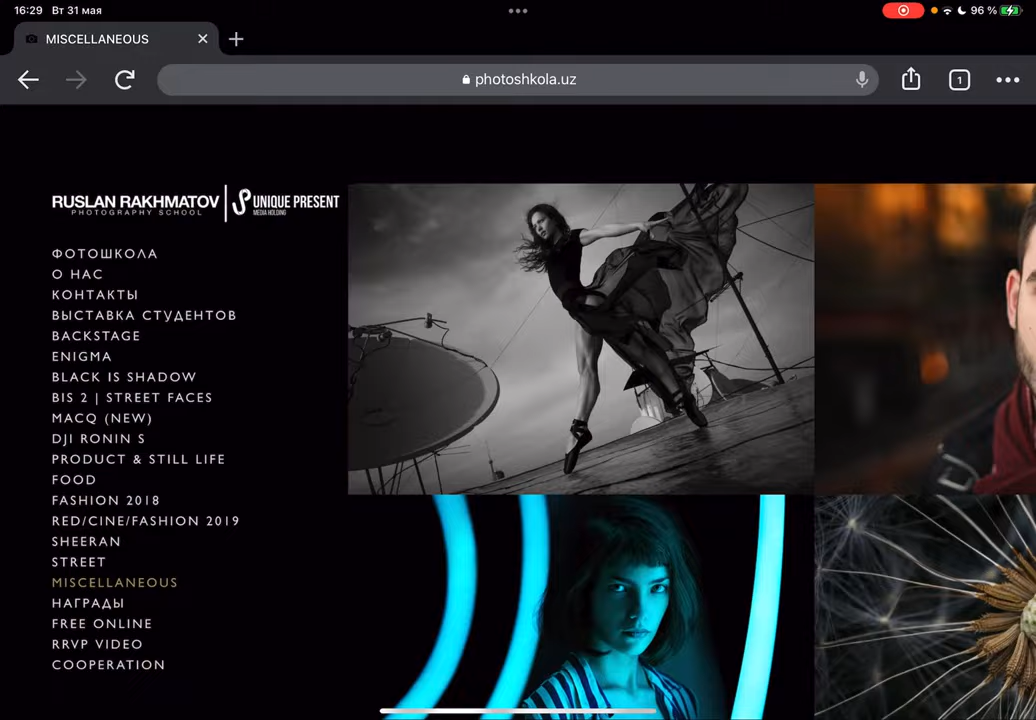 16:29 Вт 31 мая 96 %
MISCELLANEOUS
photoshkola.uz 1
RUSLAN RAKHMATOV UNIQUE PRESENT
PHOTOGRAPHY SCHOOL MEDIA HOLDING
ФОТОШКОЛА
О НАС
КОНТАКТЫ
ВЫСТАВКА СТУДЕНТОВ
BACKSTAGE
ENIGMA
BLACK IS SHADOW
BIS 2 | STREET FACES
MACQ (NEW)
DJI RONIN S
PRODUCT & STILL LIFE
FOOD
FASHION 2018
RED/CINE/FASHION 2019
SHEERAN
STREET
MISCELLANEOUS
НАГРАДЫ
FREE ONLINE
RRVP VIDEO
COOPERATION